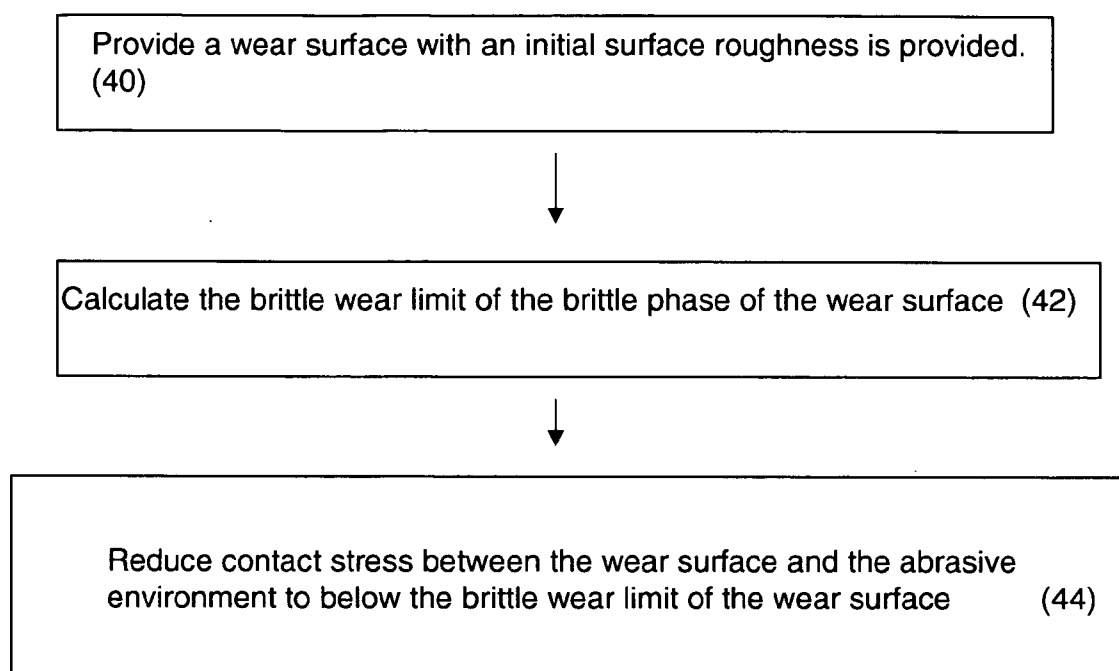 Provide a wear surface with an initial surface roughness is provided.
(40)
Calculate the brittle wear limit of the brittle phase of the wear surface (42)
Reduce contact stress between the wear surface and the abrasive
environment to below the brittle wear limit of the wear surface (44)